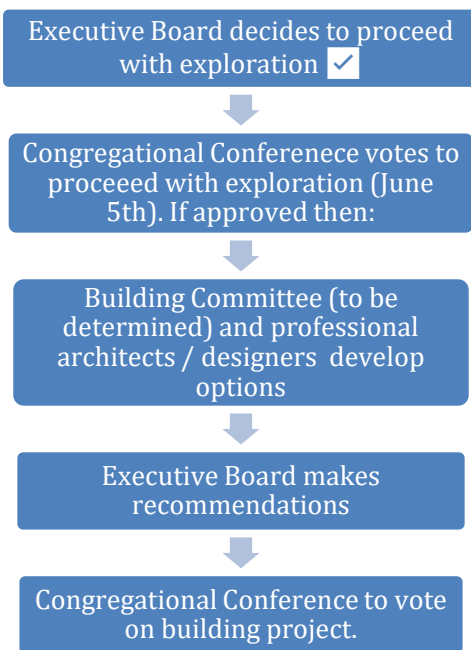 Executive Board decides to proceed
with exploration ✓
Congregational Conferenece votes to
proceeed with exploration (June
5th). If approved then:
Building Committee (to be
determined) and professional
architects / designers  develop
options
Executive Board makes
recommendations
Congregational Conference to vote
on building project.